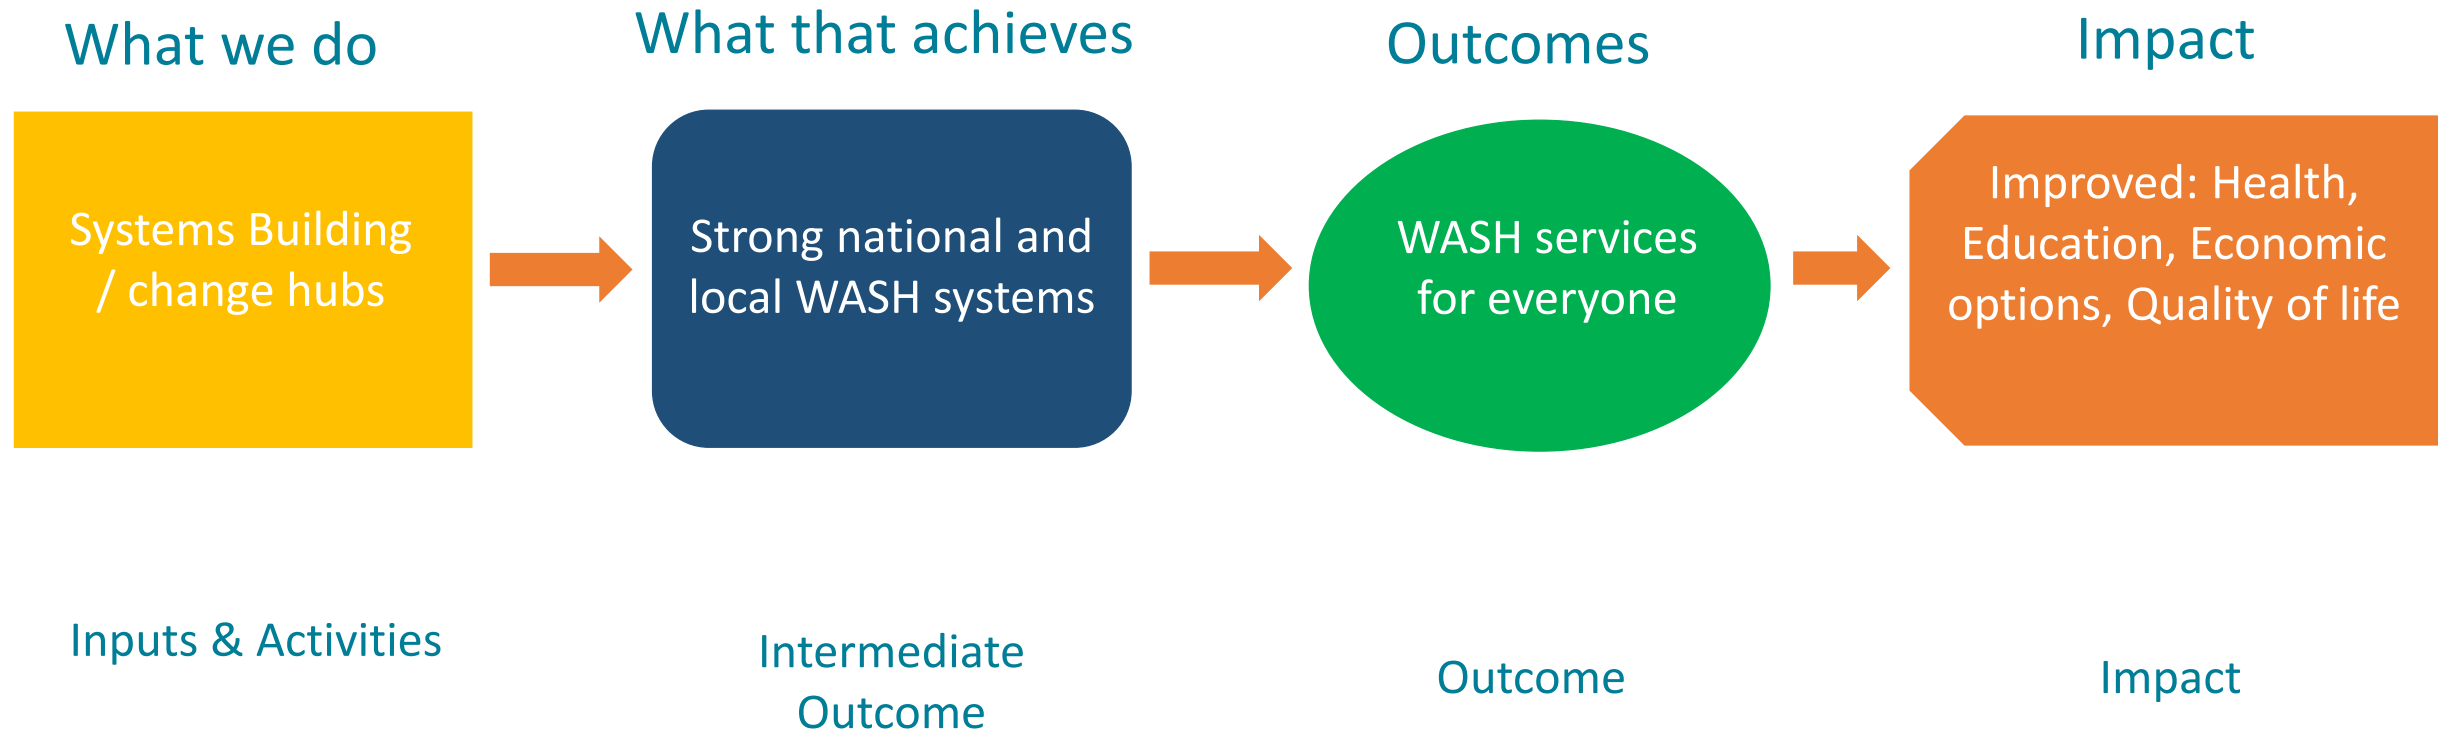 What we do
What that achieves
Outcomes
Impact
Systems Building
/ change hubs
Strong national and
local WASH systems
WASH services
for everyone
Improved: Health,
Education, Economic
options, Quality of life
Inputs & Activities
Intermediate
Outcome
Outcome
Impact